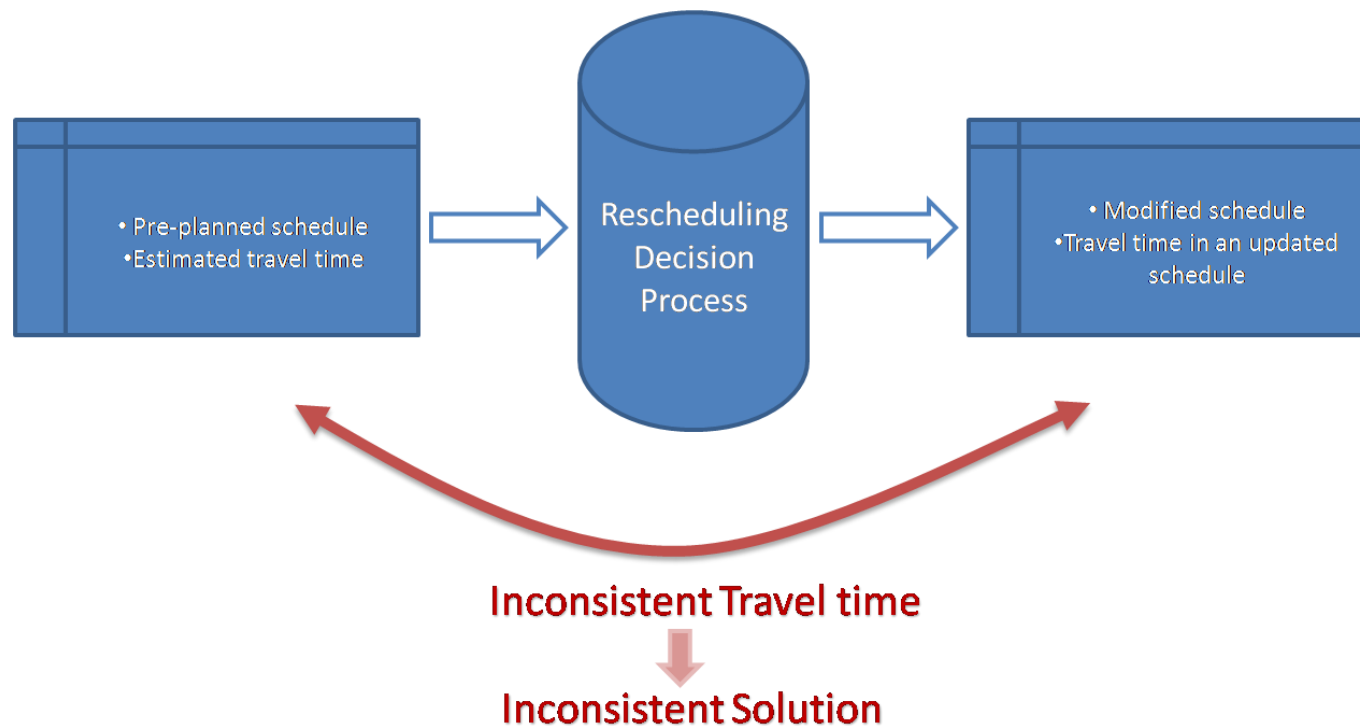 • Pre-planned schedule
•Estimated travel time
Rescheduling
Decision
Process
• Modified schedule
•Travel time in an updated
schedule
Inconsistent Travel time
Inconsistent Solution